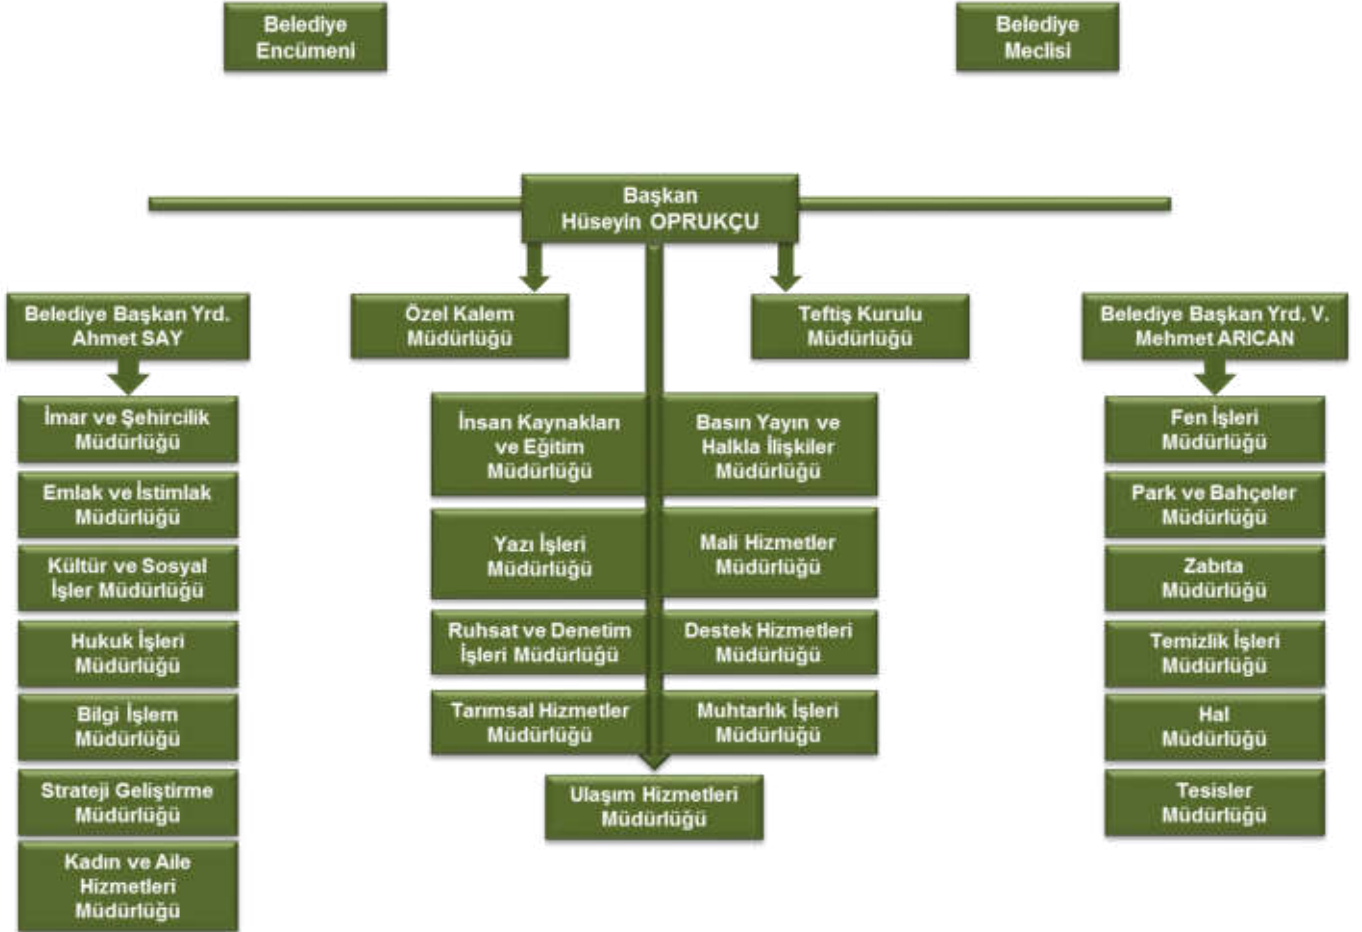 Belediye
Encümeni
Belediye
Meclisi
Başkan
Hüseyin OPRUKÇU
Belediye Başkan Yrd.
Ahmet SAY
Özel Kalem
Müdürlüğü
Teftiş Kurulu
Müdürlüğü
Belediye Başkan Yrd. V.
Mehmet ARICAN
İmar ve Şehircilik
Müdürlüğü
Emlak ve İstimlak
Müdürlüğü
Kültür ve Sosyal
İşler Müdürlüğü
Hukuk İşleri
Müdürlüğü
Bilgi İşlem
Müdürlüğü
Strateji Geliştirme
Müdürlüğü
Kadın ve Aile
Hizmetleri
Müdürlüğü
İnsan Kaynakları
ve Eğitim
Müdürlüğü
Basın Yayın ve
Halkla İlişkiler
Müdürlüğü
Yazı İşleri
Müdürlüğü
Mali Hizmetler
Müdürlüğü
Ruhsat ve Denetim
İşleri Müdürlüğü
Destek Hizmetleri
Müdürlüğü
Tarımsal Hizmetler
Müdürlüğü
Muhtarlık İşleri
Müdürlüğü
Ulaşım Hizmetleri
Müdürlüğü
Fen İşleri
Müdürlüğü
Park ve Bahçeler
Müdürlüğü
Zabıta
Müdürlüğü
Temizlik İşleri
Müdürlüğü
Hal
Müdürlüğü
Tesisler
Müdürlüğü